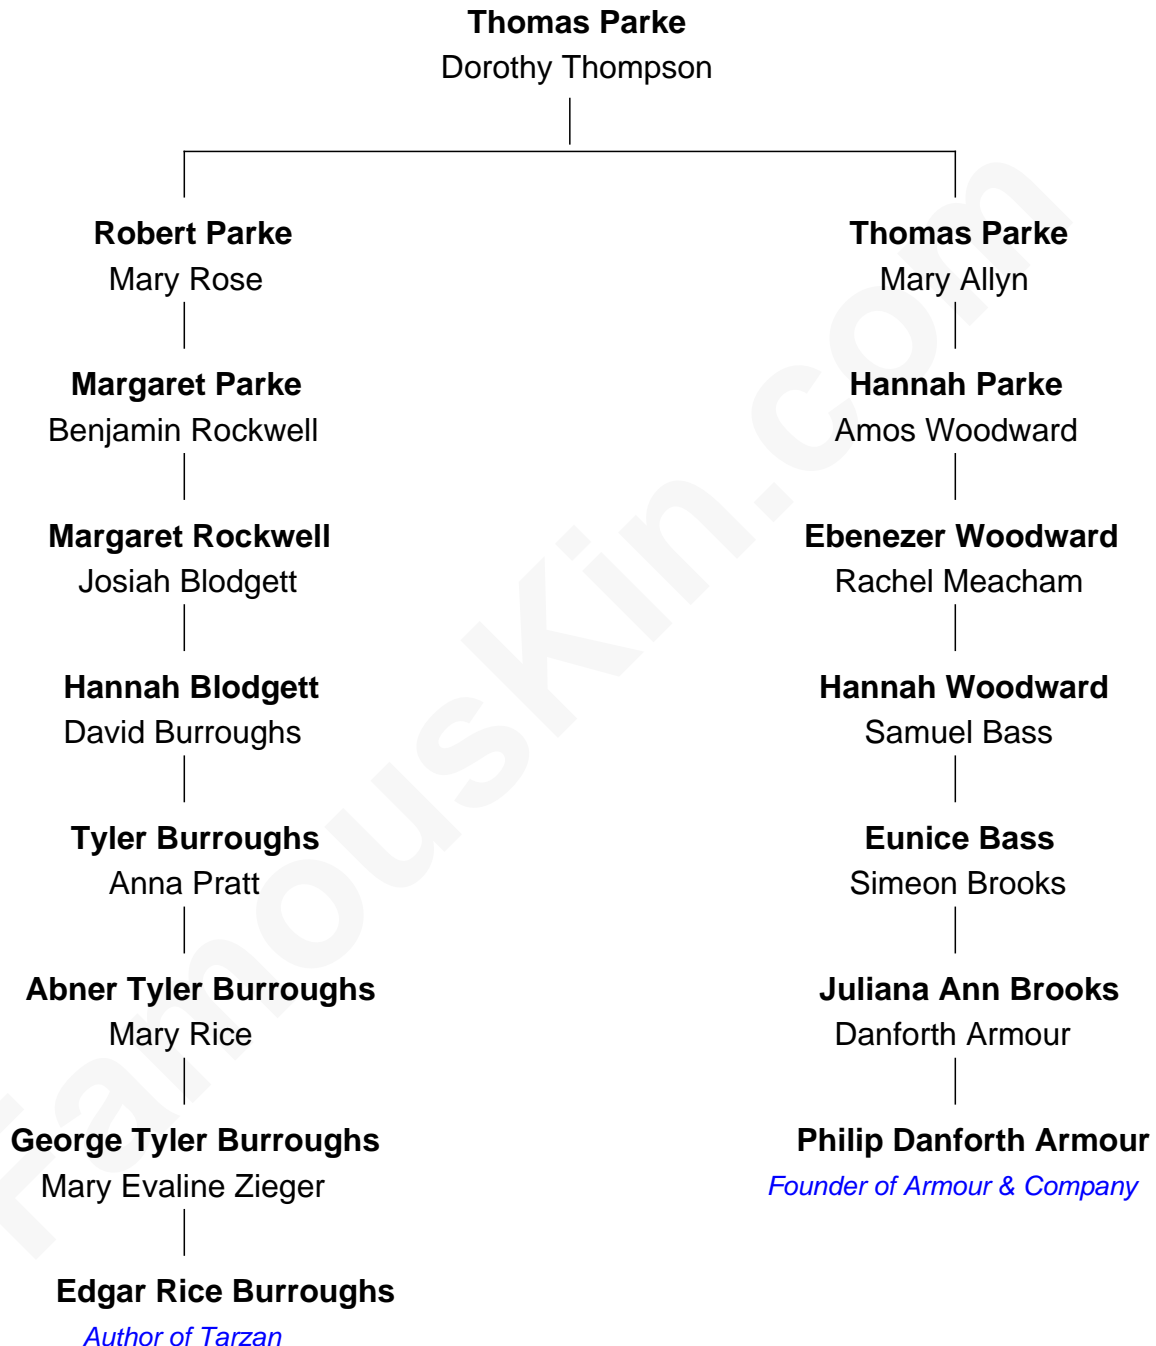 Thomas Parke
Dorothy Thompson
Robert Parke
Mary Rose
Margaret Parke
Benjamin Rockwell
Margaret Rockwell
Josiah Blodgett
Hannah Blodgett
David Burroughs
Tyler Burroughs
Anna Pratt
Abner Tyler Burroughs
Mary Rice
George Tyler Burroughs
Mary Evaline Zieger
Edgar Rice Burroughs
Author of Tarzan
Thomas Parke
Mary Allyn
Hannah Parke
Amos Woodward
Ebenezer Woodward
Rachel Meacham
Hannah Woodward
Samuel Bass
Eunice Bass
Simeon Brooks
Juliana Ann Brooks
Danforth Armour
Philip Danforth Armour
Founder of Armour & Company
FamousKin.com